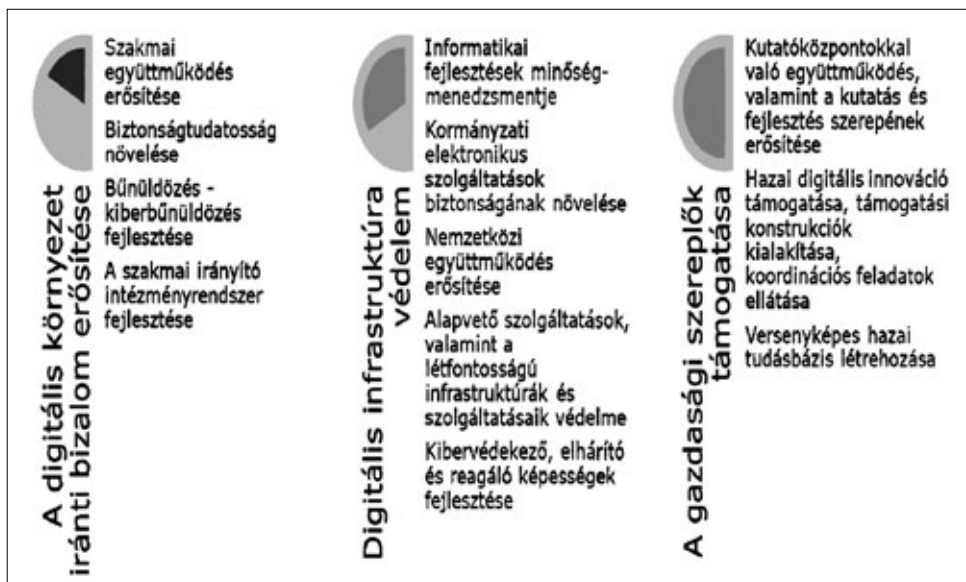 A digitális környezet
iránti bizalom erősítése
Szakmai
együttműködés
erősítése
Biztonságtudatosság
növelése
Bűnüldözés -
kiberbűnüldözés
fejlesztése
A szakmai irányító
intézményrendszer
fejlesztése
Digitális infrastruktúra
védelem
Informatikai
fejlesztések minőség-
menedzsmentje
Kormányzati
elektronikus
szolgáltatások
biztonságának növelése
Nemzetközi
együttműködés
erősítése
Alapvető szolgáltatások,
valamint a
létfontosságú
infrastruktúrák és
szolgáltatásaik védelme
Kibervédekező, elhárító
és reagáló képességek
fejlesztése
A gazdasági szereplők
támogatása
Kutatóközpontokkal
való együttműködés,
valamint a kutatás és
fejlesztés szerepének
erősítése
Hazai digitális innováció
támogatása, támogatási
konstrukciók
kialakítása,
koordinációs feladatok
ellátása
Versenyképes hazai
tudásbázis létrehozása